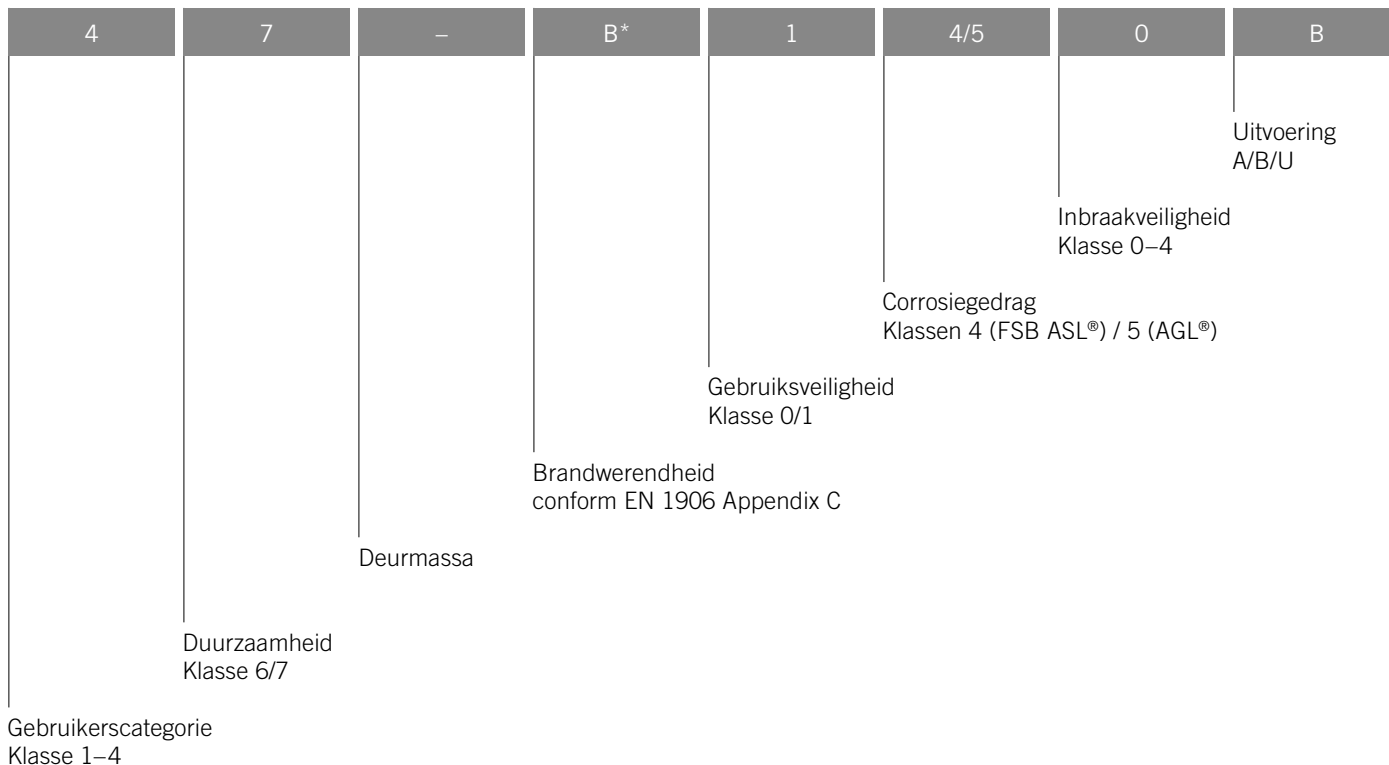 4 7 – B* 1 4/5 0 B
Uitvoering
A/B/U
Inbraakveiligheid
Klasse 0–4
Corrosiegedrag
Klassen 4 (FSB ASL®) / 5 (AGL®)
Gebruiksveiligheid
Klasse 0/1
Brandwerendheid
conform EN 1906 Appendix C
Deurmassa
Duurzaamheid
Klasse 6/7
Gebruikerscategorie
Klasse 1–4